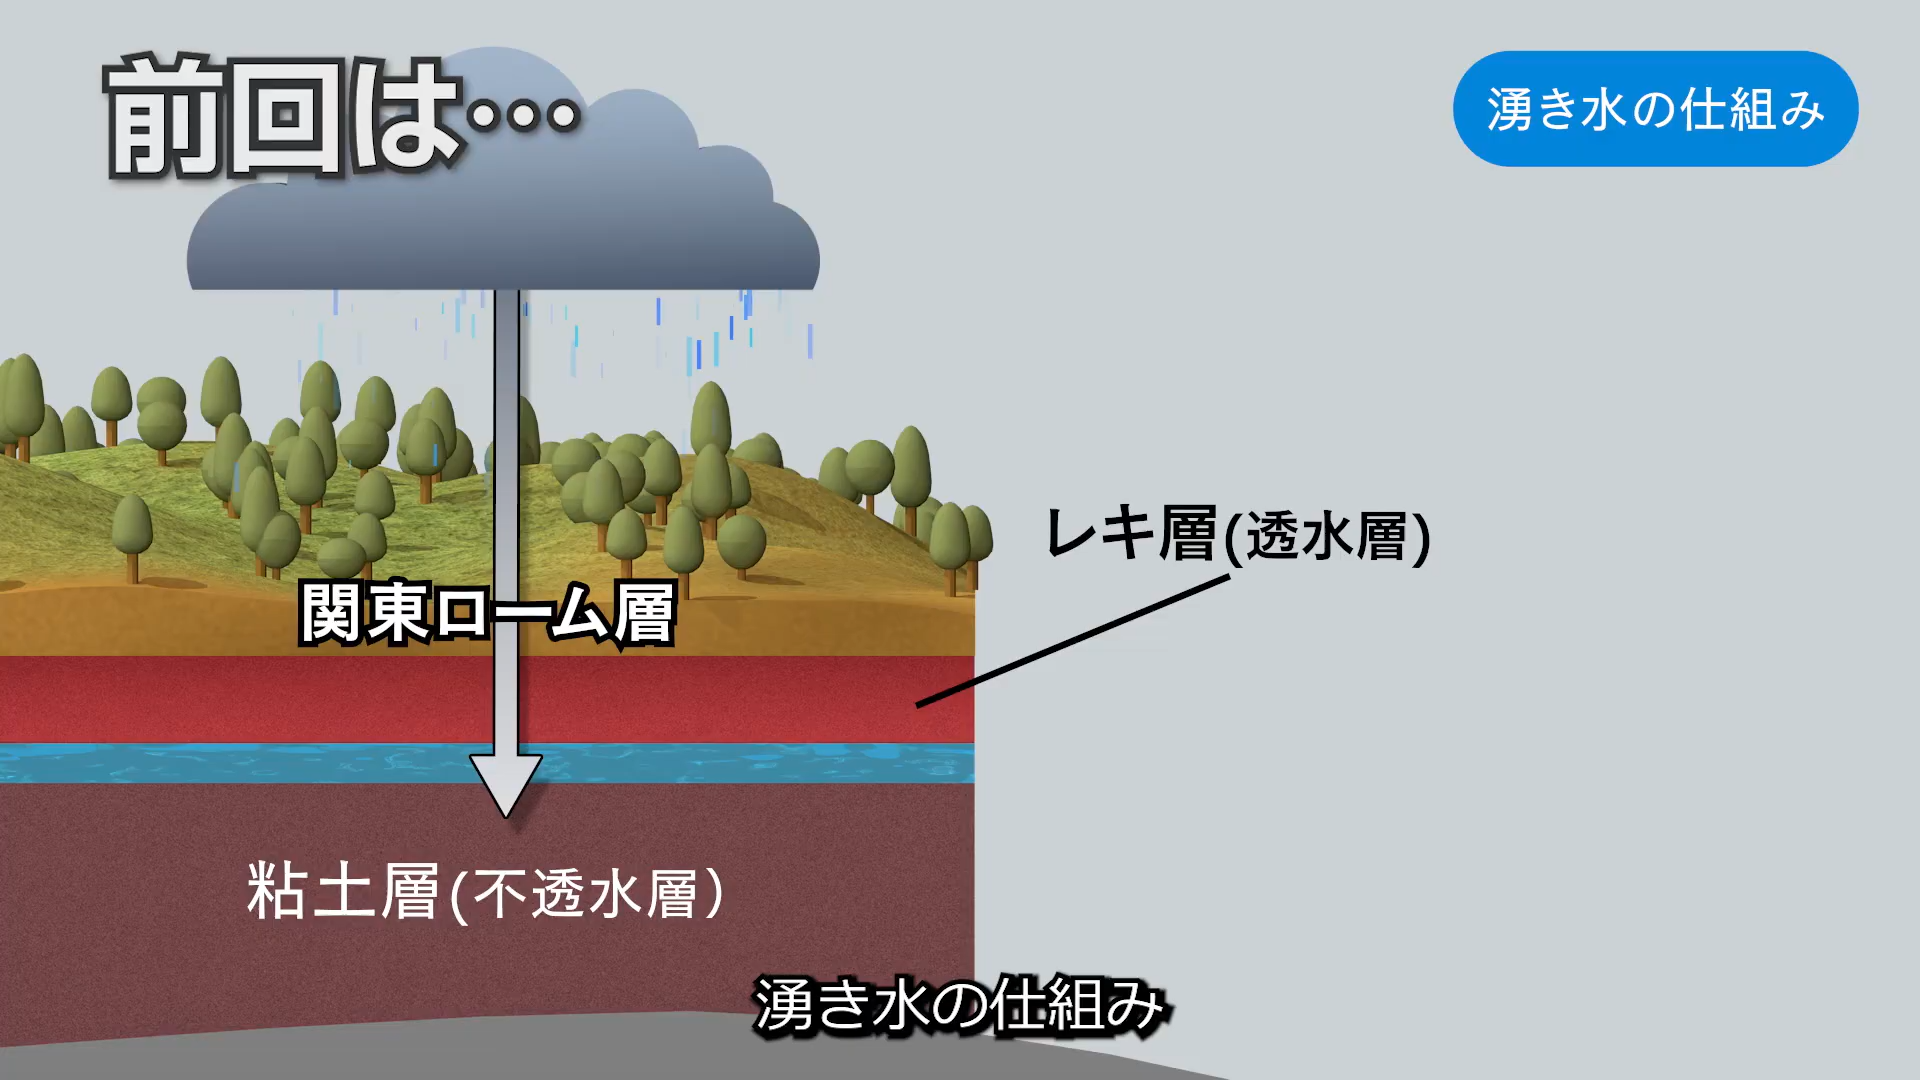 前回は…
湧き水の仕組み
レキ層(透水層)
関東ローム層
粘土層(不透水層)
湧き水の仕組み